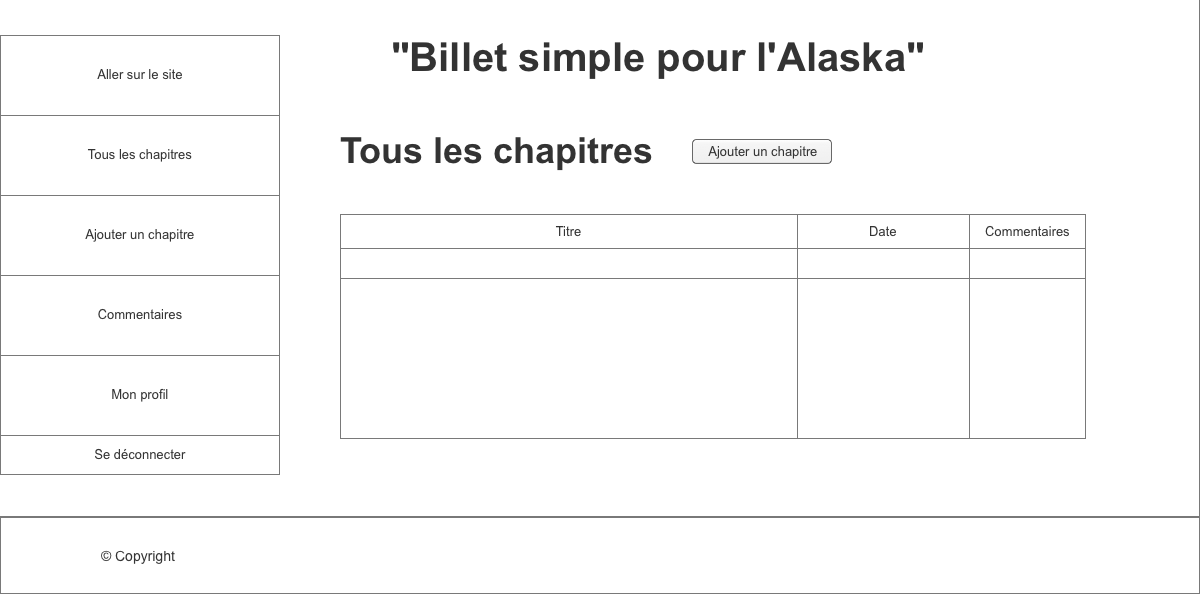 "Billet simple pour l'Alaska"
Aller sur le site
Tous les chapitres
Ajouter un chapitre
Commentaires
Mon profil
Se déconnecter
Tous les chapitres
Ajouter un chapitre
Titre Date Commentaires
© Copyright